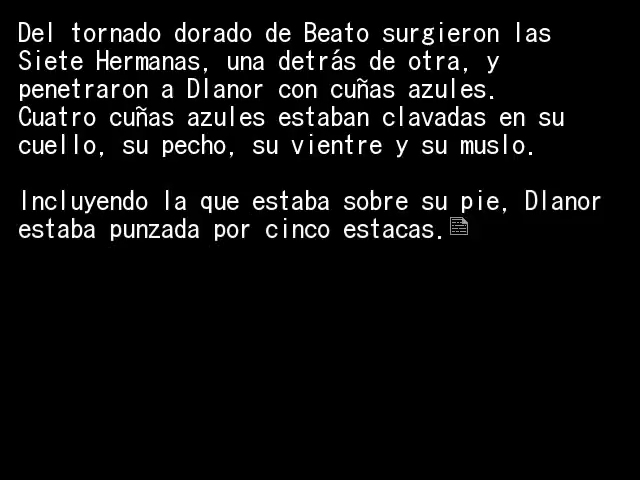 Del tornado dorado de Beato surgieron las
Siete Hermanas, una detrás de otra, y
penetraron a Dlanor con cuñas azules.
Cuatro cuñas azules estaban clavadas en su
cuello, su pecho, su vientre y su muslo.
Incluyendo la que estaba sobre su pie, Dlanor
estaba punzada por cinco estacas.